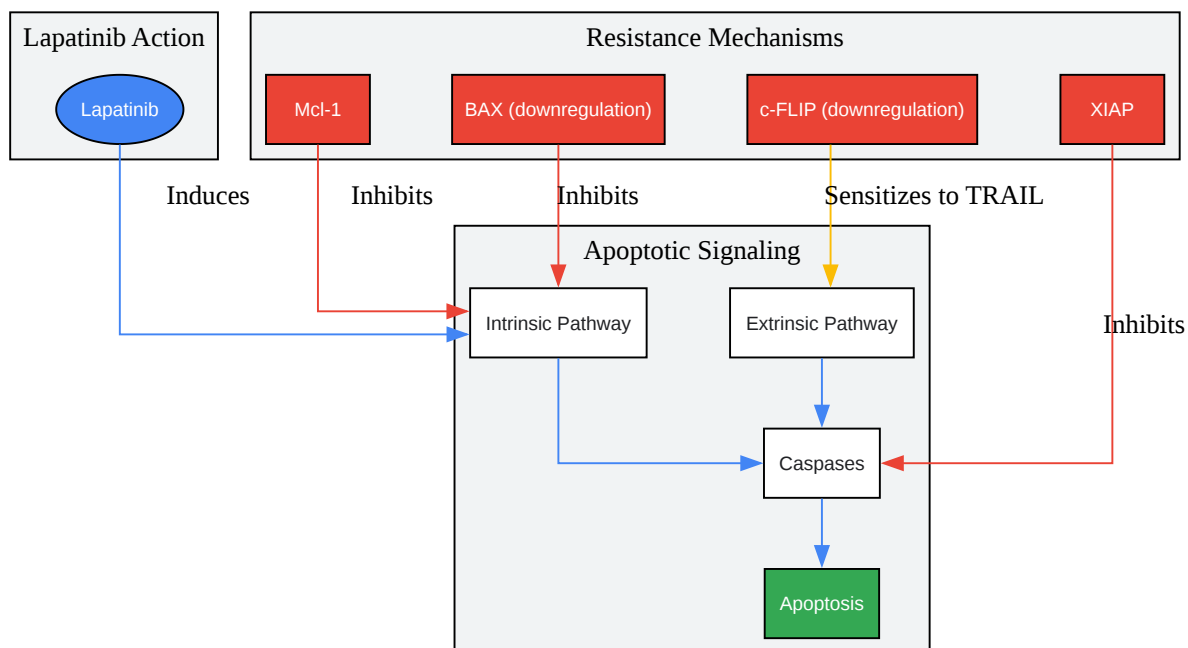 Lapatinib Action
Resistance Mechanisms
Lapatinib
Mcl-1
BAX (downregulation)
c-FLIP (downregulation)
XIAP
Induces
Inhibits
Inhibits
Sensitizes to TRAIL
Apoptotic Signaling
Intrinsic Pathway
Extrinsic Pathway
Inhibits
Caspases
Apoptosis